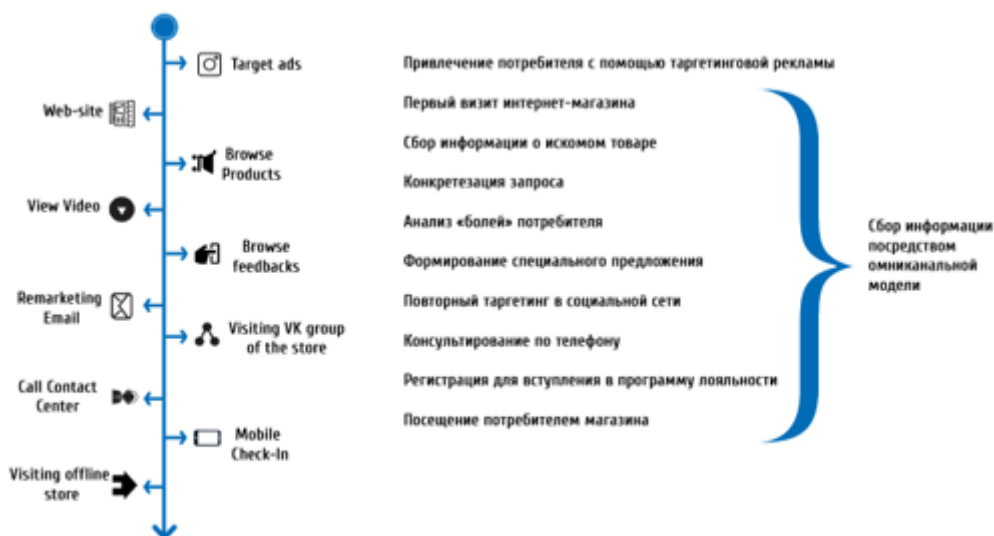 Target ads
Привлечение потребителя с помощью таргетинговой рекламы
Web-site
Первый визит интернет-магазина
Browse
Products
Сбор информации о искомом товаре
View Video
Конкретезация запроса
Browse
feedbacks
Анализ «болей» потребителя
Remarketing
Email
Формирование специального предложения
Visiting VK group
of the store
Повторный таргетинг в социальной сети
Call Contact
Center
Консультирование по телефону
Mobile
Check-In
Регистрация для вступления в программу лояльности
Visiting offline
store
Посещение потребителем магазина
Сбор информации
посредством
омниканальной
модели